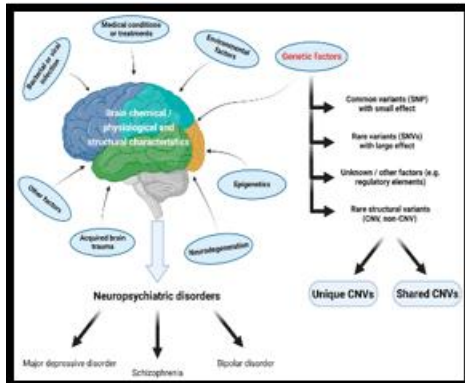 Medical conditions
or treatments
Bacterial or viral
infection
Environmental
factors
Genetic factors
Brain chemical /
physiological and
structural characteristics
Common variants (SNP)
with small effect
Rare variants (SNVs)
with large effect
Unknown / other factors (e.g.
regulatory elements)
Rare structural variants
(CNV, non-CNV)
Epigenetics
Other
factors
Acquired brain
trauma
Neurodegeneration
Unique CNVs
Shared CNVs
Neuropsychiatric disorders
Major depressive disorder
Schizophrenia
Bipolar disorder